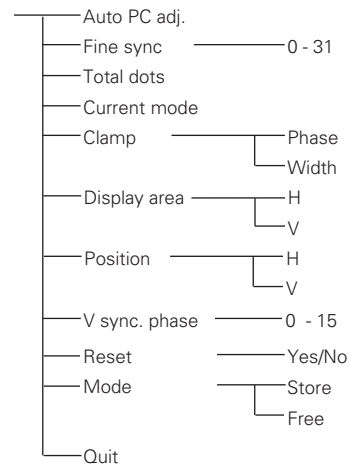 Auto PC adj.
Fine sync 0 - 31
Total dots
Current mode
Clamp Phase
Width
Display area H
V
Position H
V
V sync. phase 0 - 15
Reset Yes/No
Mode Store
Free
Quit